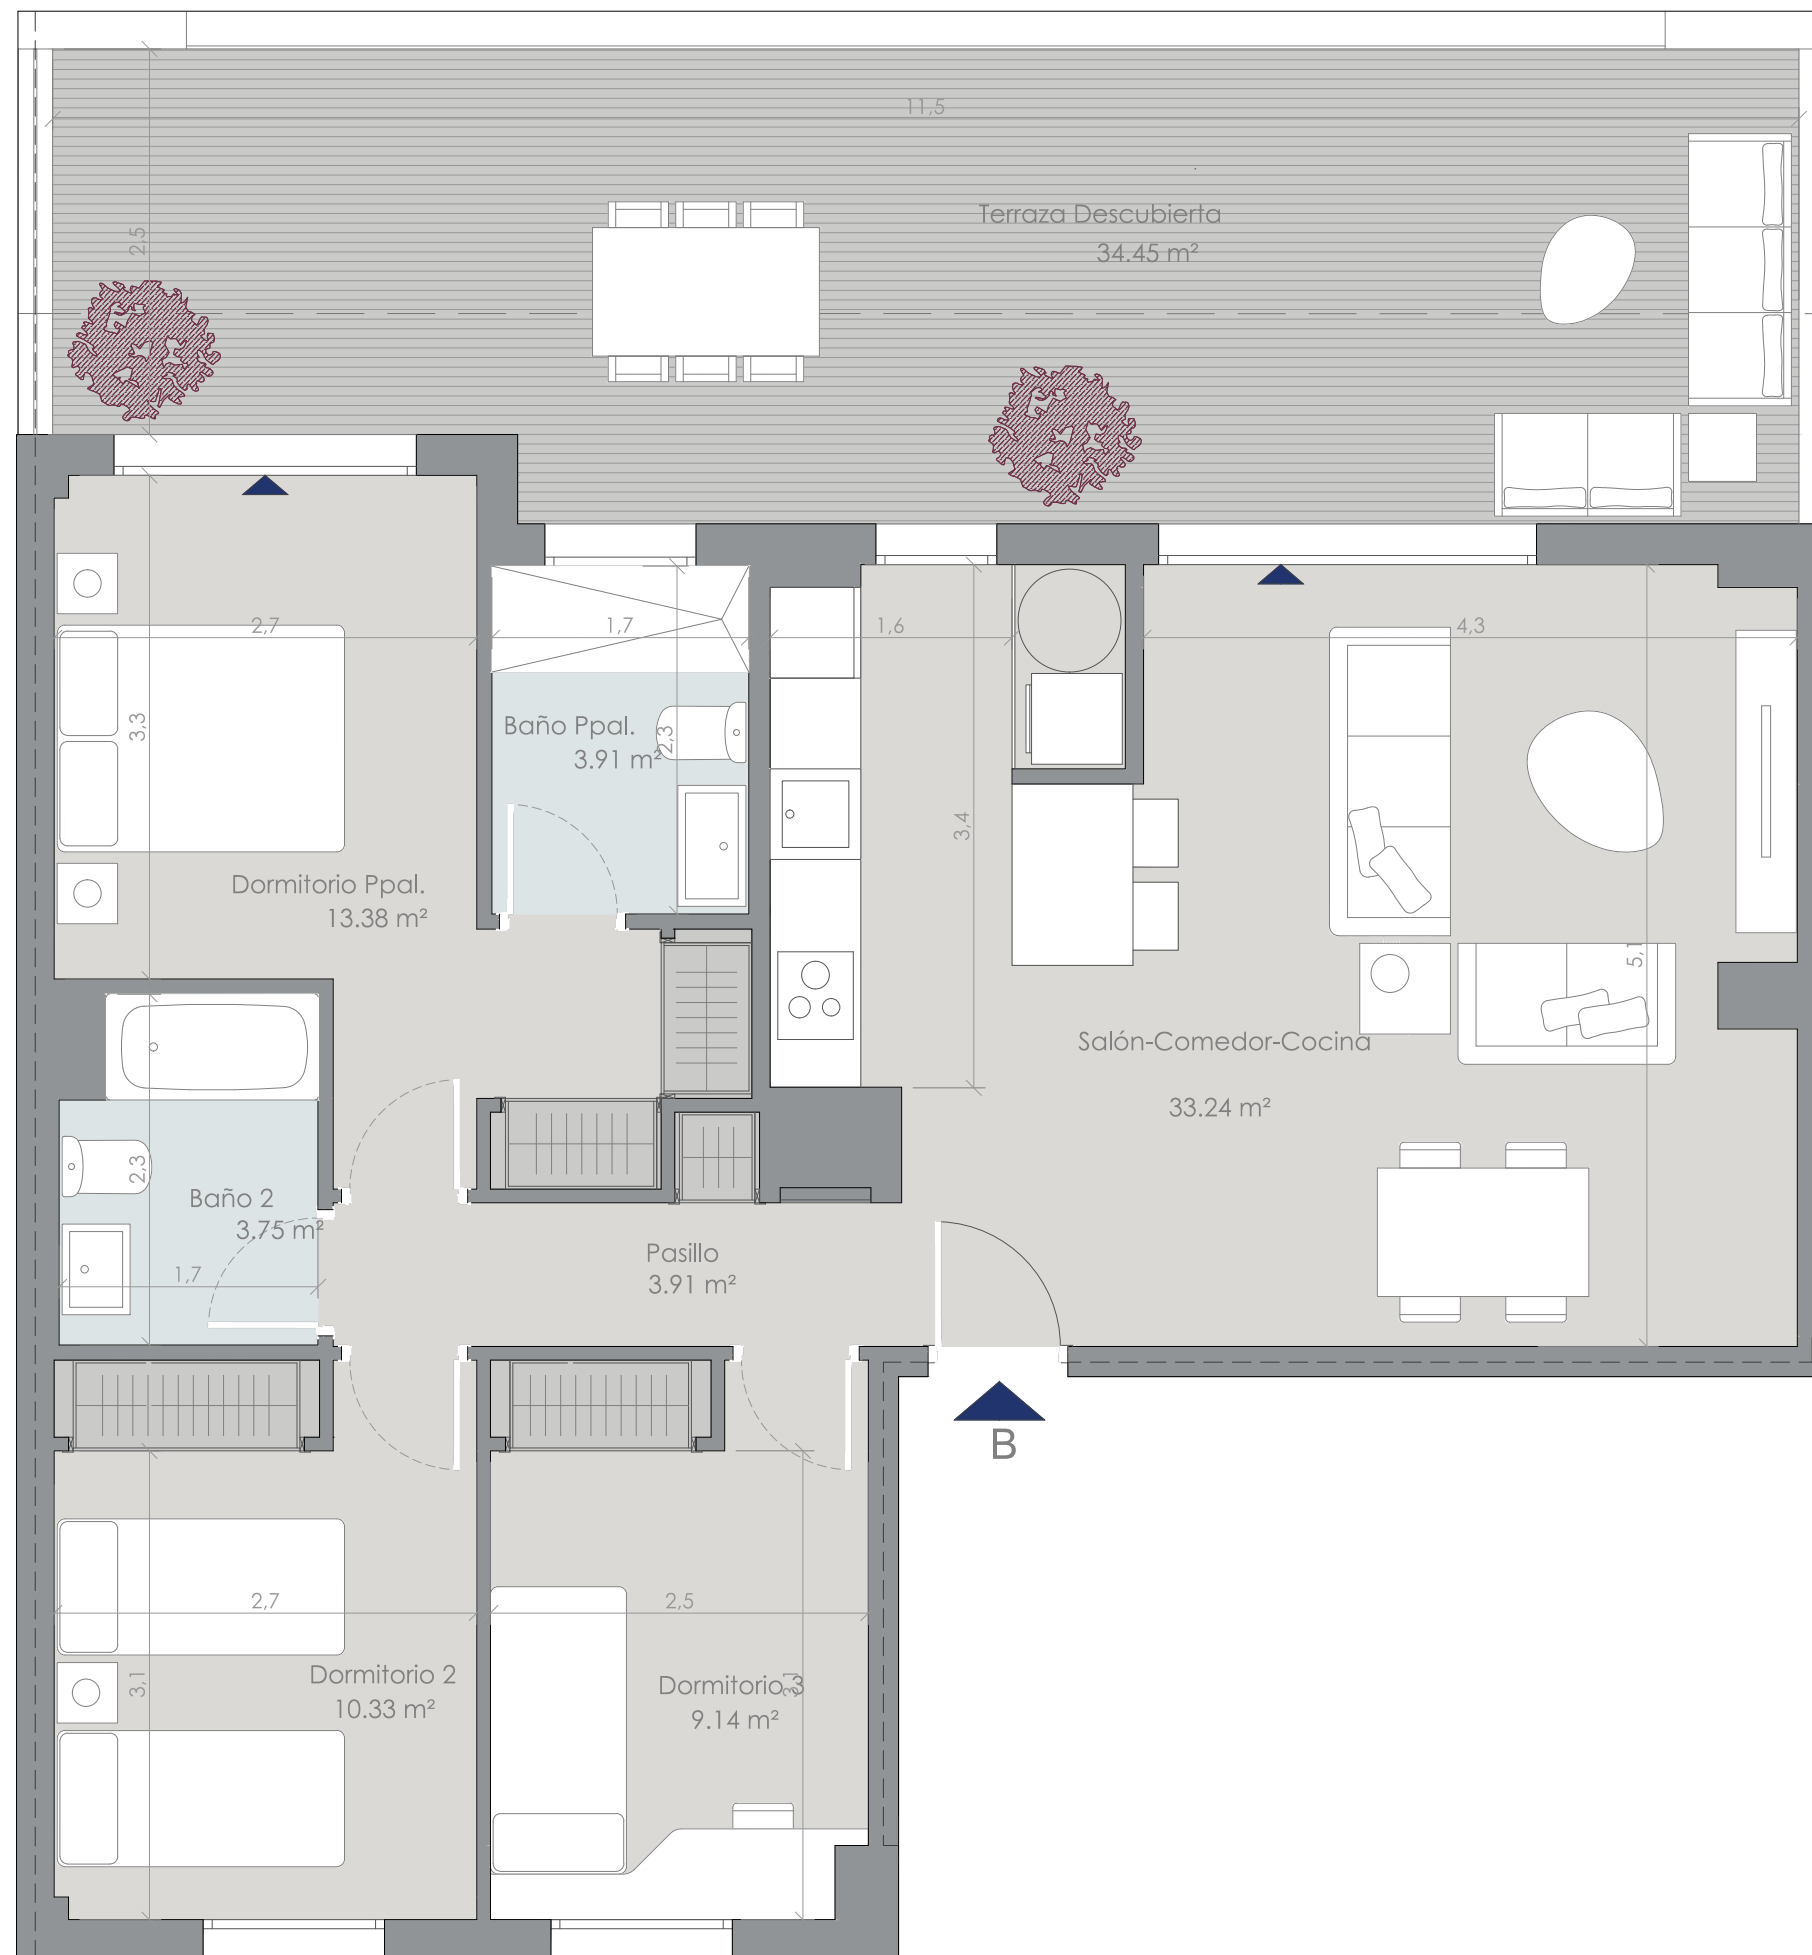 11,5
Terraza Descubierta
34.45 m²
2,5
2,7
1,7
1,6
4,3
3,3
Baño Ppal.
3.91 m²
2,3
3,4
Dormitorio Ppal.
13.38 m²
5,1
Salón-Comedor-Cocina
33.24 m²
2,3
Baño 2
3.75 m²
1,7
Pasillo
3.91 m²
B
2,7
2,5
3,1
Dormitorio 2
10.33 m²
Dormitorio 3
3,1
9.14 m²